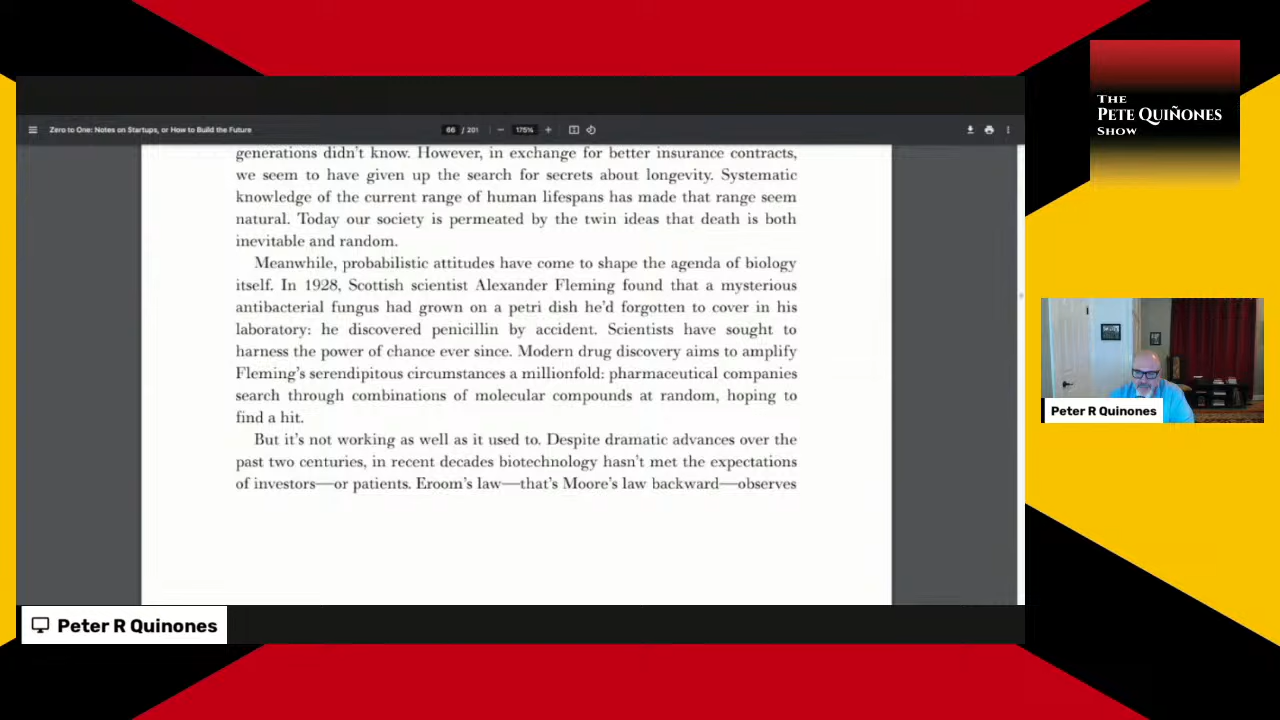 THE
PETE QUIÑONES
SHOW
Zero to One: Notes on Startups, or How to Build the Future
66 / 201
175%
generations didn't know. However, in exchange for better insurance contracts,
we seem to have given up the search for secrets about longevity. Systematic
knowledge of the current range of human lifespans has made that range seem
natural. Today our society is permeated by the twin ideas that death is both
inevitable and random.
Meanwhile, probabilistic attitudes have come to shape the agenda of biology
itself. In 1928, Scottish scientist Alexander Fleming found that a mysterious
antibacterial fungus had grown on a petri dish he'd forgotten to cover in his
laboratory: he discovered penicillin by accident. Scientists have sought to
harness the power of chance ever since. Modern drug discovery aims to amplify
Fleming's serendipitous circumstances a millionfold: pharmaceutical companies
search through combinations of molecular compounds at random, hoping to
find a hit.
But it's not working as well as it used to. Despite dramatic advances over the
past two centuries, in recent decades biotechnology hasn't met the expectations
of investors—or patients. Eroom's law—that's Moore's law backward—observes
Peter R Quinones
Peter R Quinones